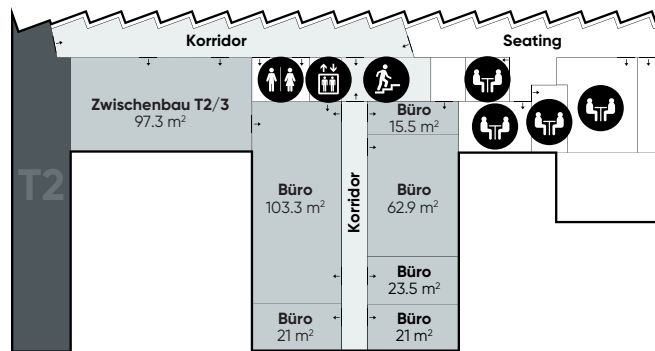 Korridor
Seating
Zwischenbau T2/3
97.3 m²
Büro
15.5 m²
T2
Büro
103.3 m²
Korridor
Büro
62.9 m²
Büro
23.5 m²
Büro
21 m²
Büro
21 m²